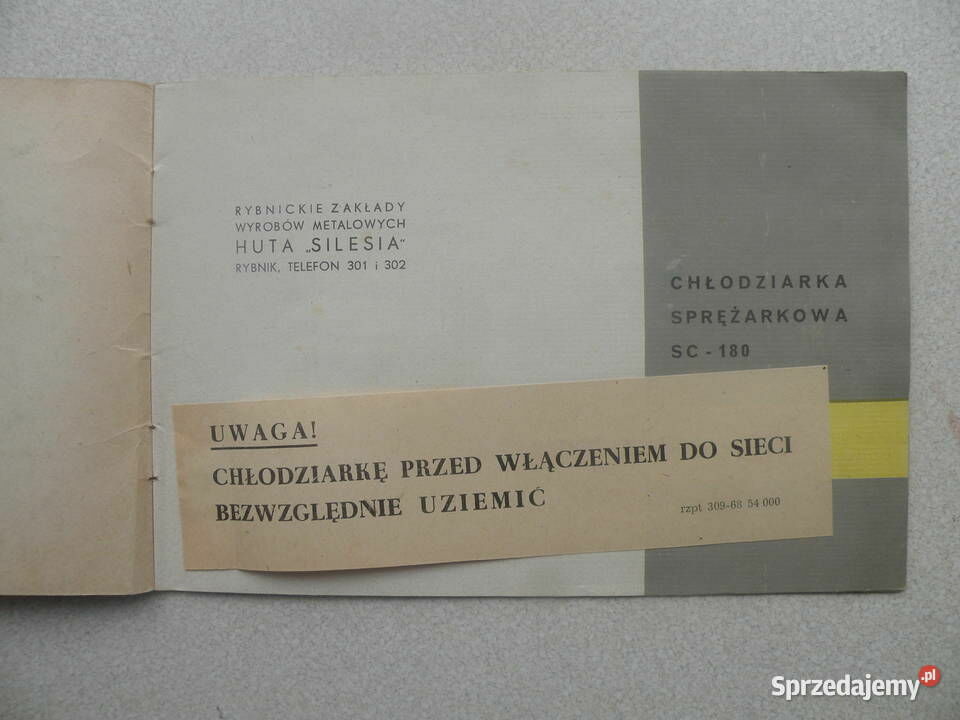 RYBNICKIE ZAKŁADY
WYROBÓW METALOWYCH
HUTA „SILESIA"
RYBNIK, TELEFON 301 i 302
CHŁODZIARKA
SPRĘŻARKOWA
SC - 180
UWAGA!
CHŁODZIARKĘ PRZED WŁĄCZENIEM DO SIECI
BEZWZGLĘDNIE UZIEMIĆ
rzpt 309-68 54 000
Sprzedajemy.pl